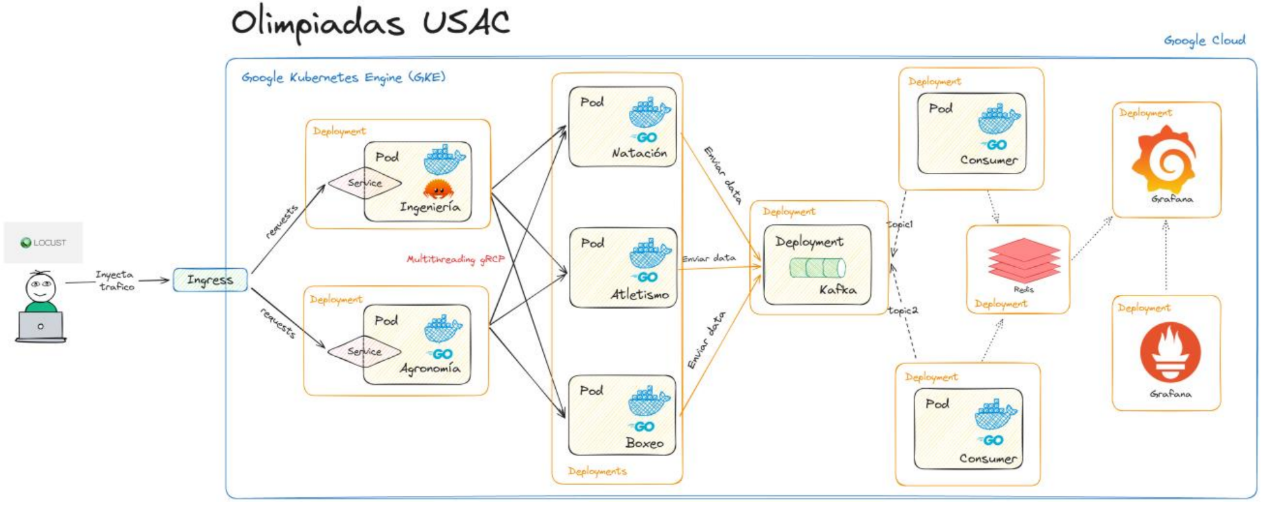 Olimpiadas USAC
Google Cloud
Google Kubernetes Engine (GKE)
LOCUST
Inyecta
trafico
Ingress
requests
requests
Deployment
Service
Pod
Ingeniería
Multithreading gRCP
Deployment
Service
Pod
GO
Agronomía
Pod
GO
Natación
Pod
GO
Atletismo
Pod
GO
Boxeo
Deployments
Enviar data
Enviar data
Enviar data
Deployment
Deployment
Kafka
topic1
topic2
Deployment
Pod
GO
Consumer
Redis
Deployment
Deployment
Pod
GO
Consumer
Deployment
Grafana
Deployment
Grafana